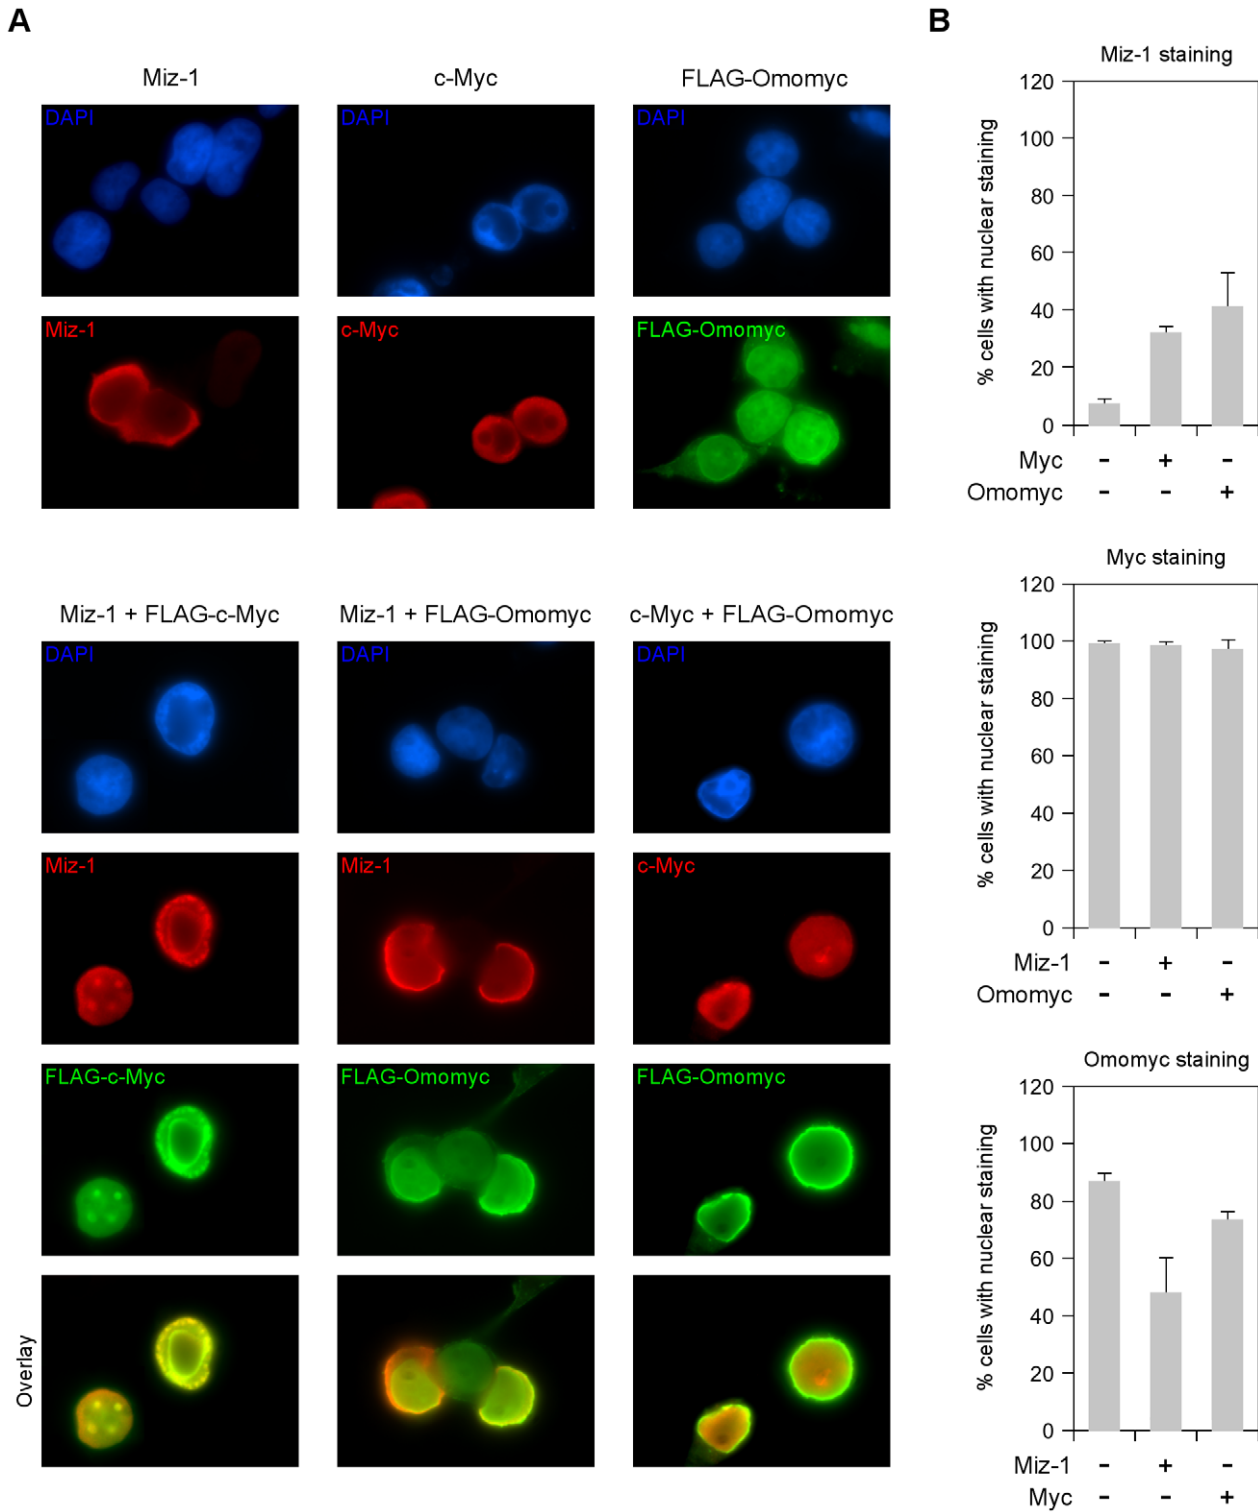 A
Miz-1 c-Myc FLAG-Omomyc
DAPI DAPI DAPI
Miz-1 c-Myc FLAG-Omomyc
Miz-1 + FLAG-c-Myc Miz-1 + FLAG-Omomyc c-Myc + FLAG-Omomyc
DAPI DAPI DAPI
Miz-1 Miz-1 c-Myc
FLAG-c-Myc FLAG-Omomyc FLAG-Omomyc
Overlay
B
Miz-1 staining
% cells with nuclear staining
120
100
80
60
40
20
0
Myc - + -
Omomyc - - +
Myc staining
% cells with nuclear staining
120
100
80
60
40
20
0
Miz-1 - + -
Omomyc - - +
Omomyc staining
% cells with nuclear staining
120
100
80
60
40
20
0
Miz-1 - + -
Myc - - +